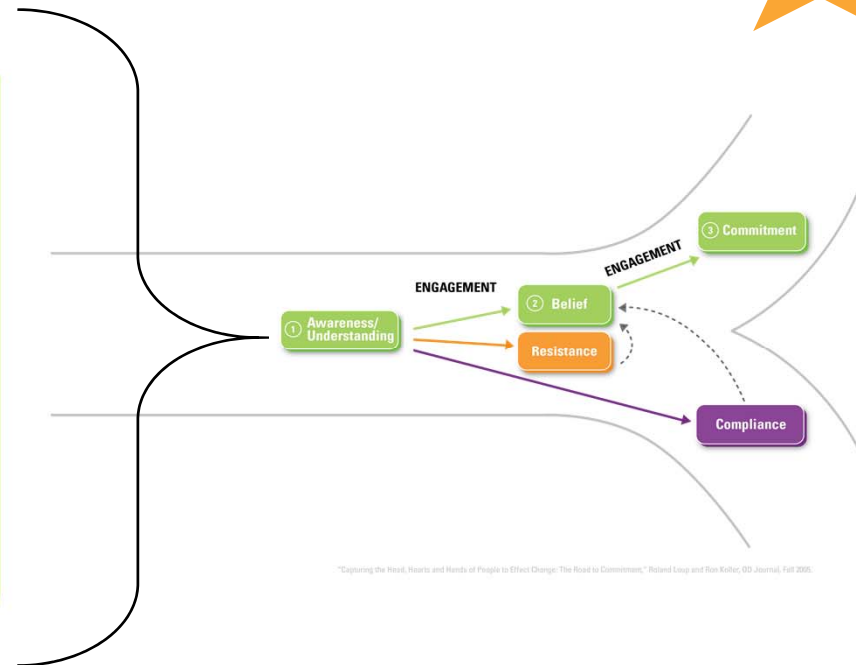 3 Commitment
ENGAGEMENT
ENGAGEMENT
2 Belief
1 Awareness/
Understanding
Resistance
Compliance
"Capturing the Head, Hearts and Hands of People to Effect Change: The Road to Commitment," Roland Loup and Ron Koller, OD Journal, Fall 2005.